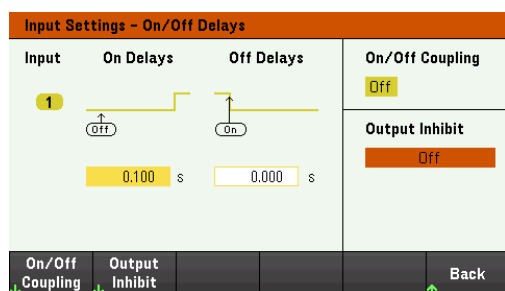 Input Settings - On/Off Delays
Input On Delays Off Delays
1
Off On
0.100 s 0.000 s
On/Off Coupling
Off
Output Inhibit
Off
On/Off Coupling
Output Inhibit
Back